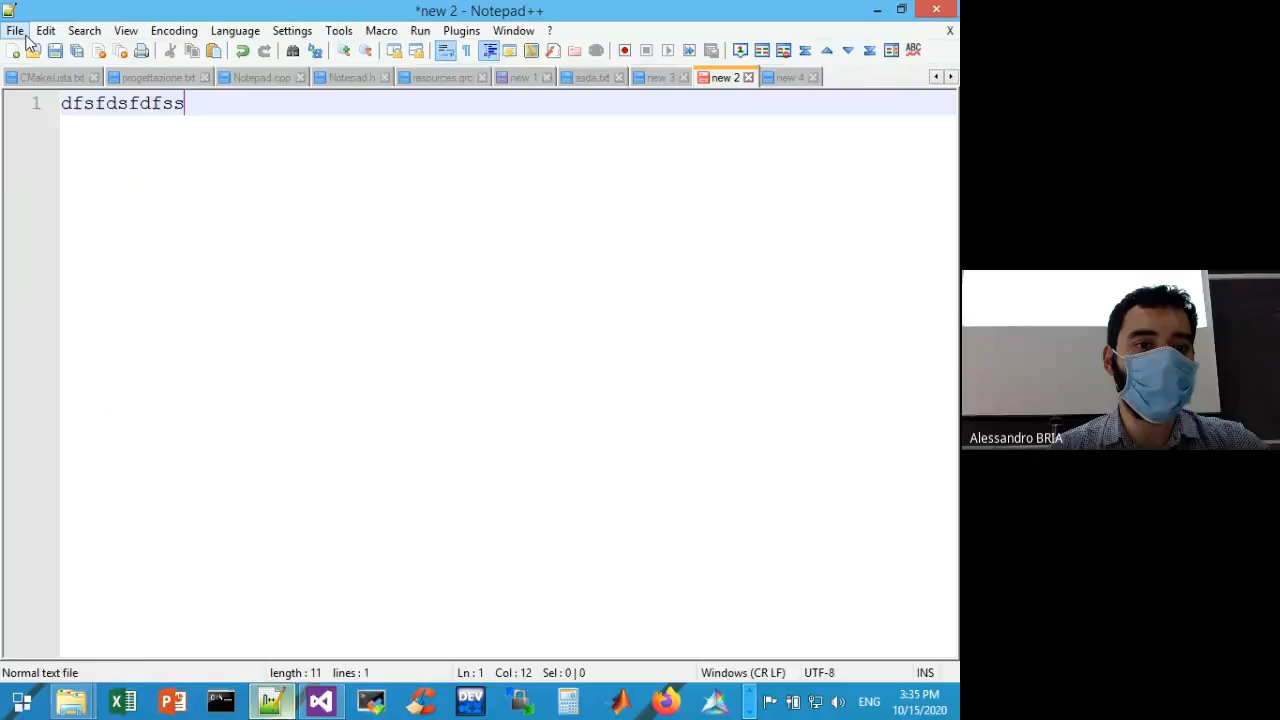 *new 2 - Notepad++
File Edit Search View Encoding Language Settings Tools Macro Run Plugins Window ? X
CMakeLists.txt progettazione.txt Notepad.cpp Notepad.h resources.qrc new 1 asda.txt new 3 new 2 new 4
1 dfsfdsfdfss
Alessandro BRIA
Normal text file length : 11 lines : 1 Ln : 1 Col : 12 Sel : 0 | 0 Windows (CR LF) UTF-8 INS
DEV
ENG
3:35 PM
10/15/2020